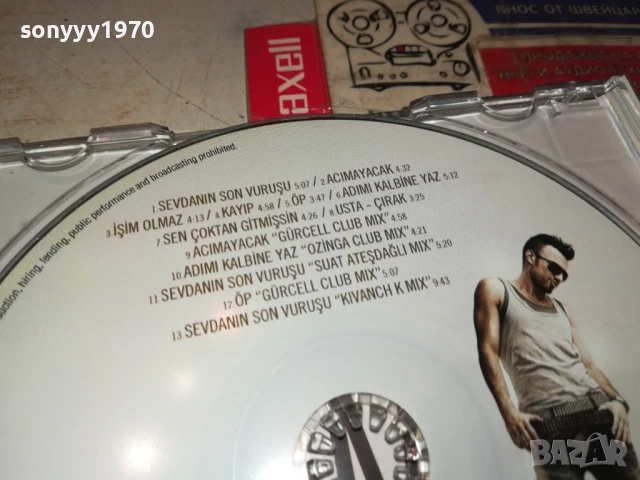 sonyyy1970
ВНОС ОТ ШВЕЙЦАР
maxell
uction, hiring, lending, public performance and broadcasting prohibited.
1 SEVDANIN SON VURUŞU 5:07 / 2 ACIMAYACAK 4:32
3 İŞİM OLMAZ 4:13 / 4 KAYIP 4:58 / 5 ÖP 3:47 / 6 ADIMI KALBİNE YAZ 5:12
7 SEN ÇOKTAN GİTMİŞSİN 4:26 / 8 USTA - ÇIRAK 3:25
9 ACIMAYACAK "GÜRCELL CLUB MIX" 4:58
10 ADIMI KALBİNE YAZ "OZİNGA CLUB MIX" 4:21
11 SEVDANIN SON VURUŞU "SUAT ATEŞDAĞLI MIX" 5:20
12 ÖP "GÜRCELL CLUB MIX" 5:07
13 SEVDANIN SON VURUŞU "KIVANCH K MIX" 9:43
BAZAR